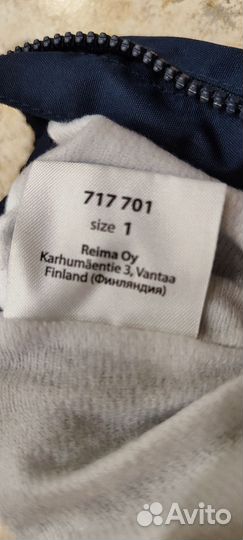 717 701
size 1
Reima Oy
Karhumäentie 3, Vantaa
Finland (Финляндия)
Avito